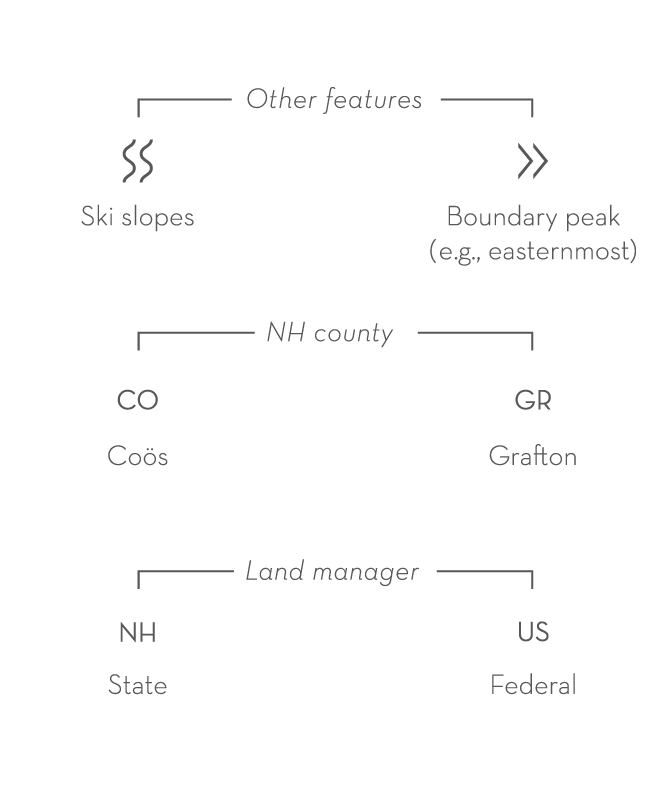 Other features
Ski slopes
Boundary peak
(e.g., easternmost)
NH county
CO
GR
Coös
Grafton
Land manager
NH
US
State
Federal